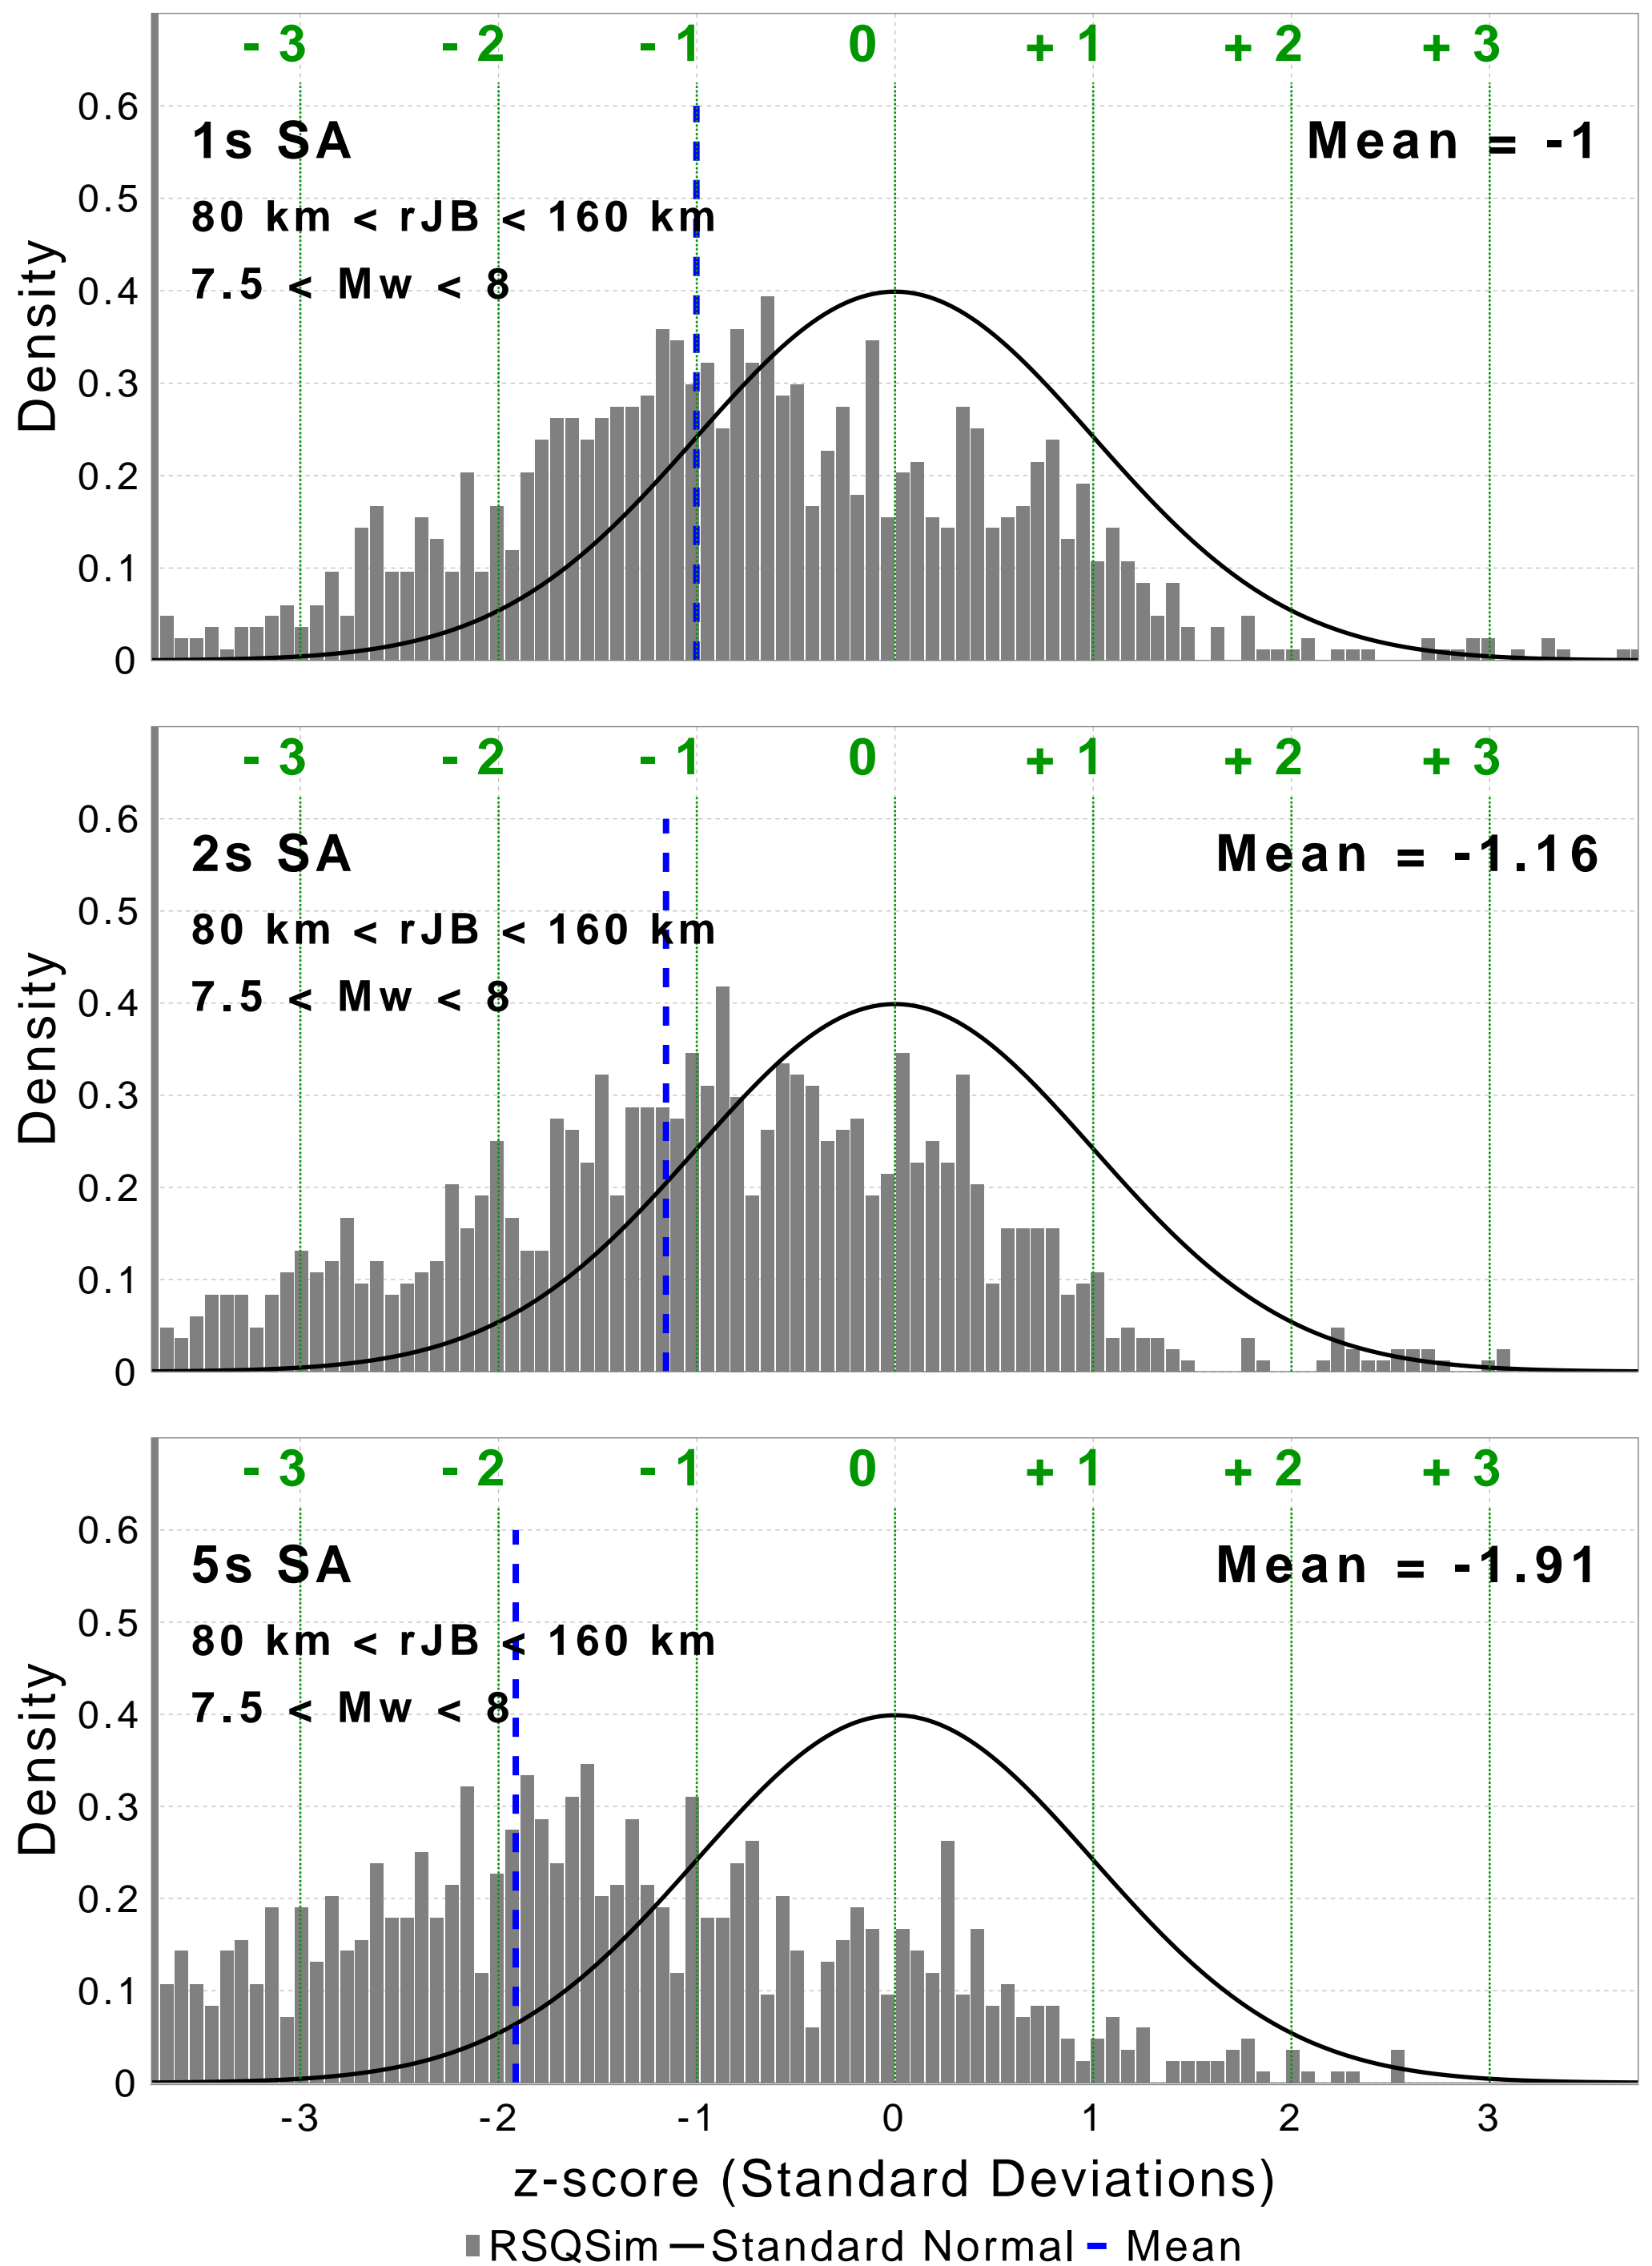 - 3 - 2 - 1 0 + 1 + 2 + 3
0.6
1s SA Mean = -1
0.5
80 km < rJB < 160 km
7.5 < Mw < 8
0.4
0.3
0.2
0.1
0
Density
- 3 - 2 - 1 0 + 1 + 2 + 3
0.6
2s SA Mean = -1.16
0.5
80 km < rJB < 160 km
7.5 < Mw < 8
0.4
0.3
0.2
0.1
0
Density
- 3 - 2 - 1 0 + 1 + 2 + 3
0.6
5s SA Mean = -1.91
0.5
80 km < rJB < 160 km
7.5 < Mw < 8
0.4
0.3
0.2
0.1
0
Density
-3 -2 -1 0 1 2 3
z-score (Standard Deviations)
RSQSim Standard Normal Mean